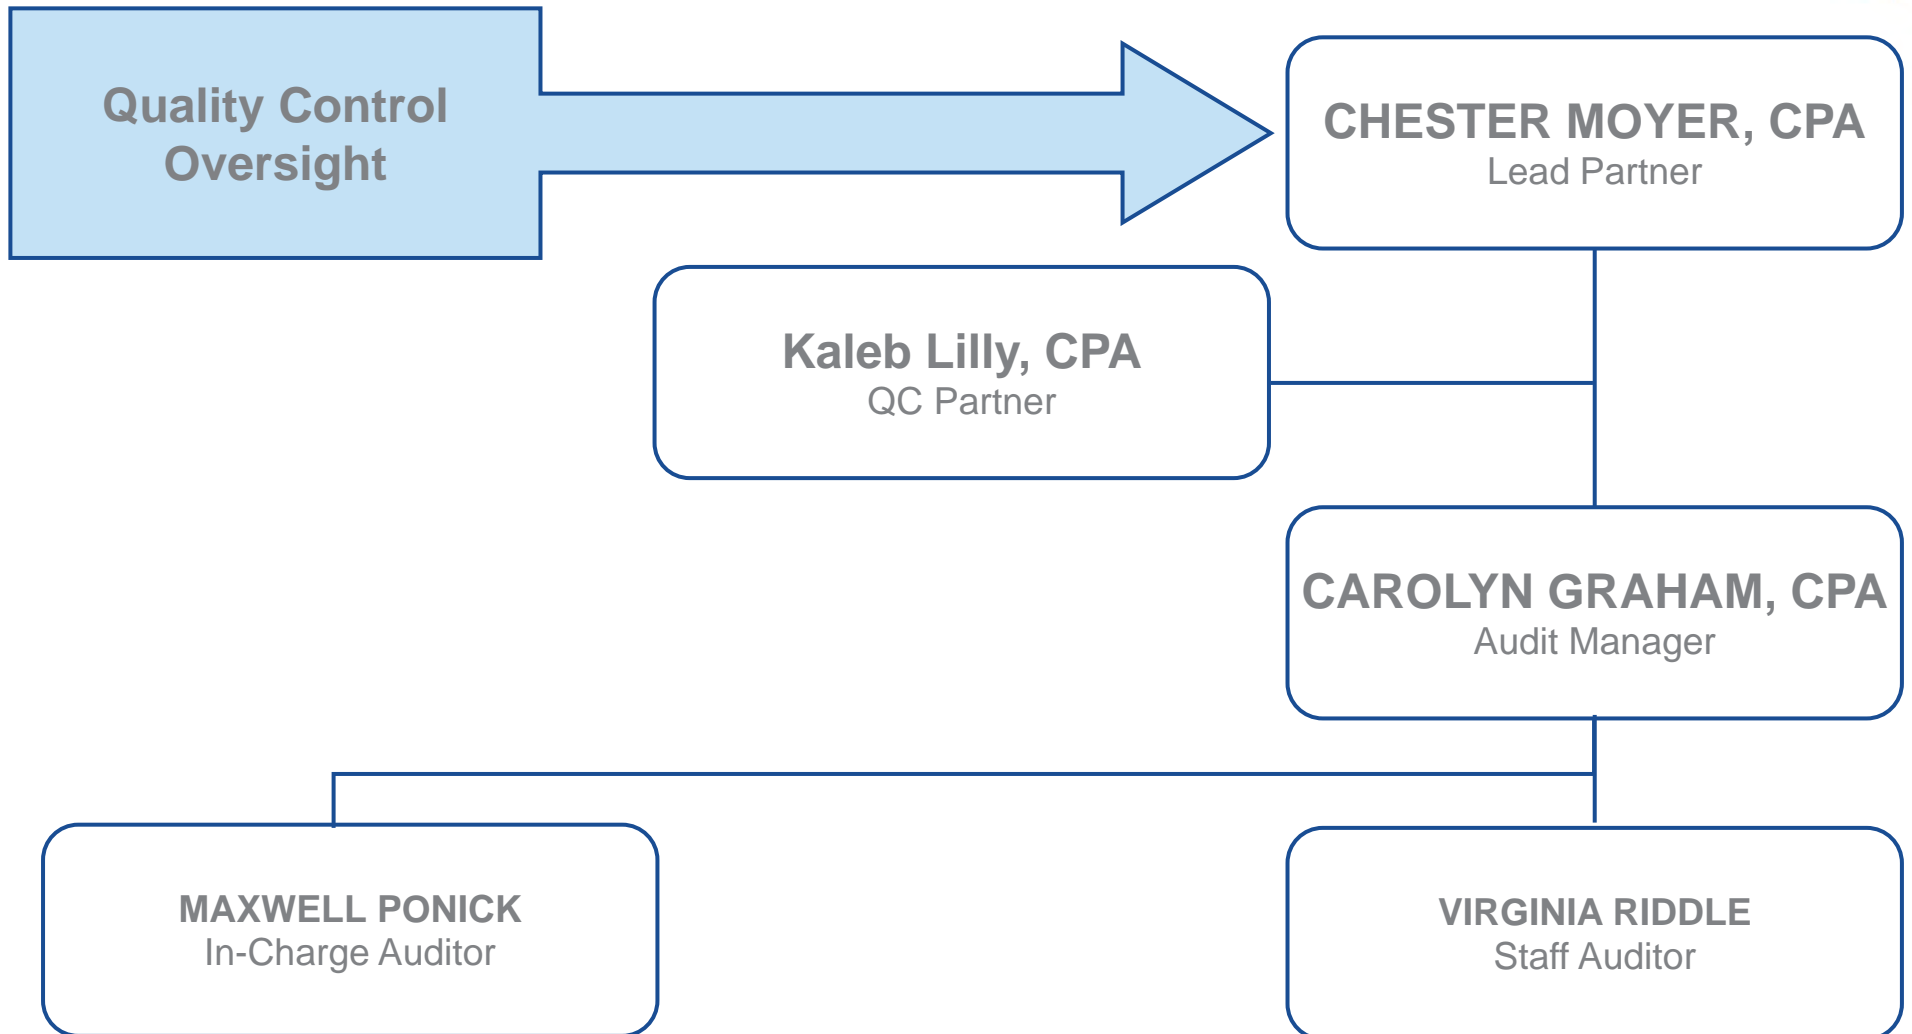 Quality Control
Oversight
CHESTER MOYER, CPA
Lead Partner
Kaleb Lilly, CPA
QC Partner
CAROLYN GRAHAM, CPA
Audit Manager
MAXWELL PONICK
In-Charge Auditor
VIRGINIA RIDDLE
Staff Auditor